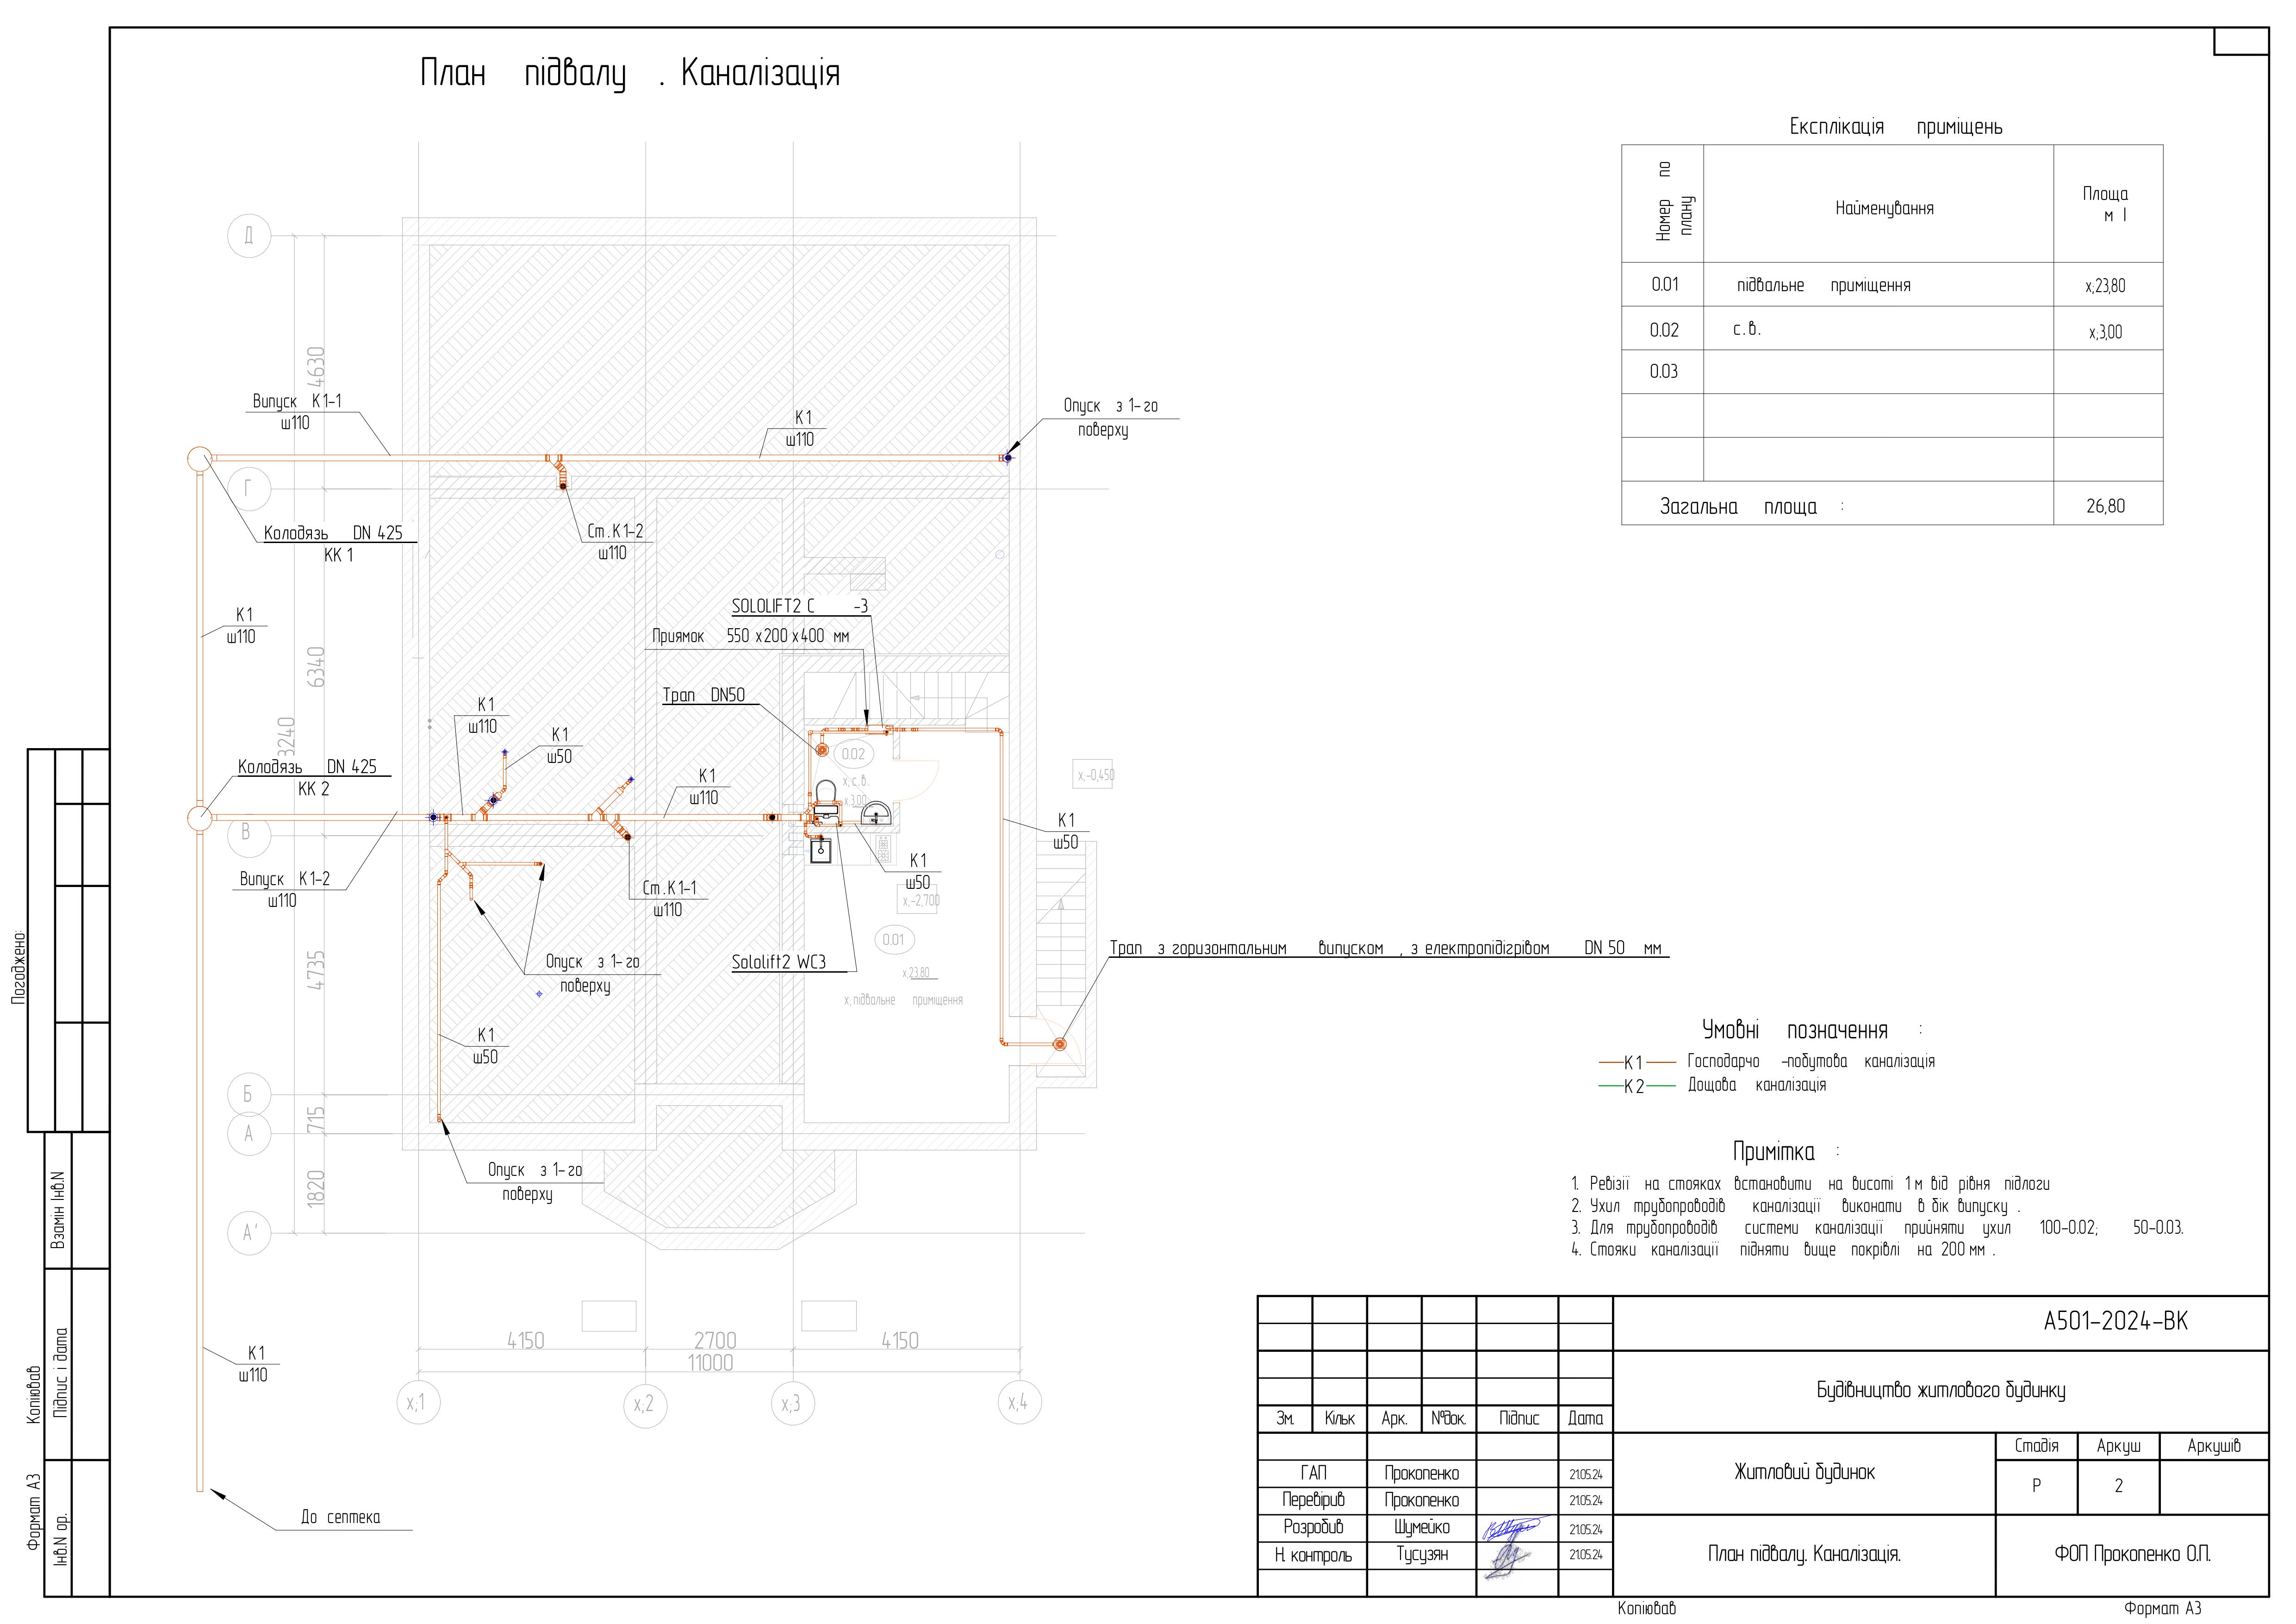 План підвалу . Каналізація
Експлікація приміщень
Номер по плану
Найменування
Площа
м l
0.01
підвальне приміщення
х;23,80
0.02
с.в.
х;3,00
0.03
Загальна площа :
26,80
Д
Г
В
Б
А
А'
4630
6340
3240
4735
715
1820
Випуск К1-1
ш110
К1
ш110
Опуск з 1-го
поверху
Колодязь DN 425
КК 1
Ст.К1-2
ш110
К1
ш110
SOLOLIFT2 C -3
Приямок 550 х200 х400 мм
Трап DN50
К1
ш110
К1
ш50
К1
ш110
0.02
х;с.в.
х;3,00
х;-0,450
Колодязь DN 425
КК 2
К1
ш50
Випуск К1-2
ш110
К1
ш50
Ст.К1-1
ш110
х;-2,700
0.01
х;23,80
х;підвальне приміщення
Опуск з 1-го
поверху
Sololift2 WC3
Трап з горизонтальним випуском , з електропідігрівом DN 50 мм
К1
ш50
Опуск з 1-го
поверху
К1
ш110
До септека
4150
2700
4150
11000
х;1
х;2
х;3
х;4
Умовні позначення :
К1
Господарчо -побутова каналізація
К2
Дощова каналізація
Примітка :
1. Ревізії на стояках встановити на висоті 1м від рівня підлоги
2. Ухил трубопроводів каналізації виконати в бік випуску .
3. Для трубопроводів системи каналізації прийняти ухил 100-0.02; 50-0.03.
4. Стояки каналізації підняти вище покрівлі на 200 мм .
А501-2024-ВК
Будівництво житлового будинку
Зм.
Кільк
Арк.
№док.
Підпис
Дата
Житловий будинок
Стадія
Аркуш
Аркушів
Р
2
ГАП
Прокопенко
21.05.24
Перевірив
Прокопенко
21.05.24
Розробив
Шумейко
21.05.24
Н. контроль
Тусузян
21.05.24
План підвалу. Каналізація.
ФОП Прокопенко О.П.
Копіював
Формат А3
Погоджено:
Взамін Інв.N
Підпис і дата
Інв.N ор.
Копіював
Формат А3